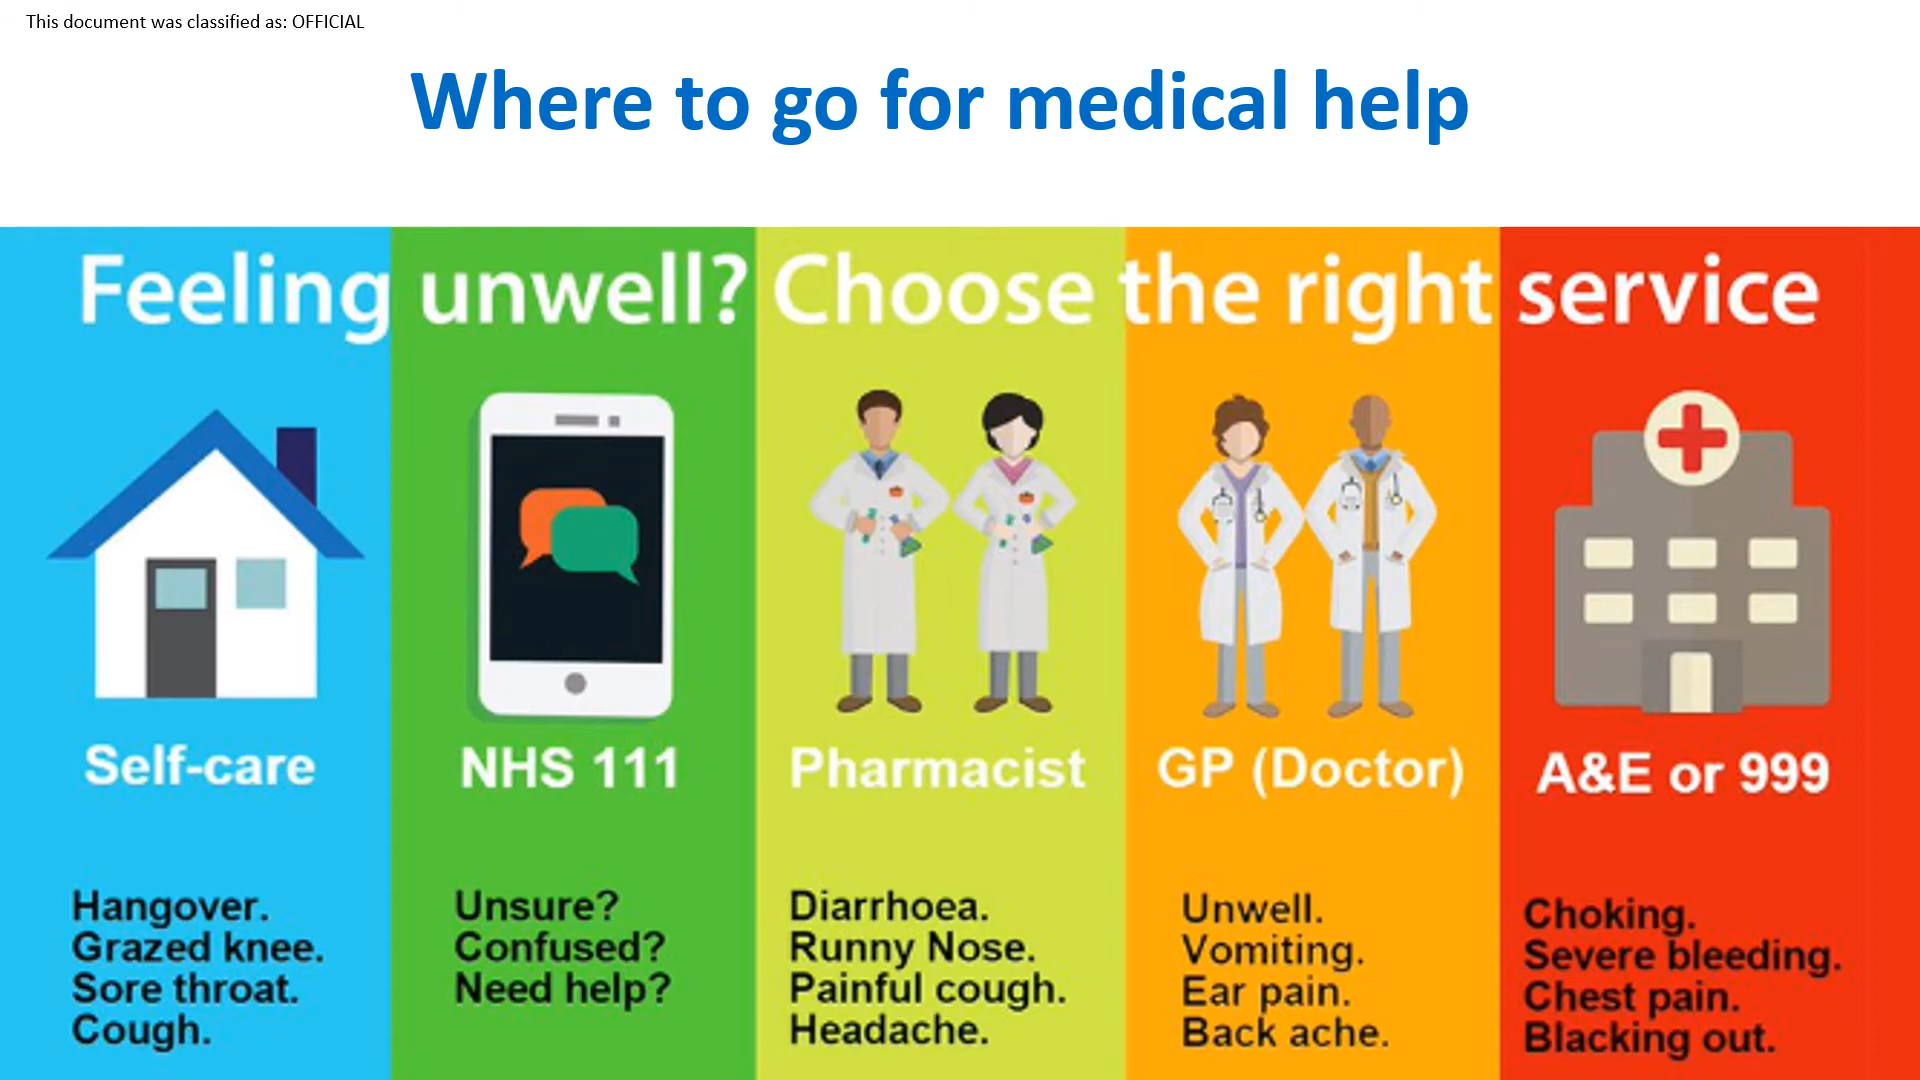 This document was classified as: OFFICIAL
Where to go for medical help
Feeling unwell? Choose the right service
Self-care
Hangover.
Grazed knee.
Sore throat.
Cough.
NHS 111
Unsure?
Confused?
Need help?
Pharmacist
Diarrhoea.
Runny Nose.
Painful cough.
Headache.
GP (Doctor)
Unwell.
Vomiting.
Ear pain.
Back ache.
A&E or 999
Choking.
Severe bleeding.
Chest pain.
Blacking out.